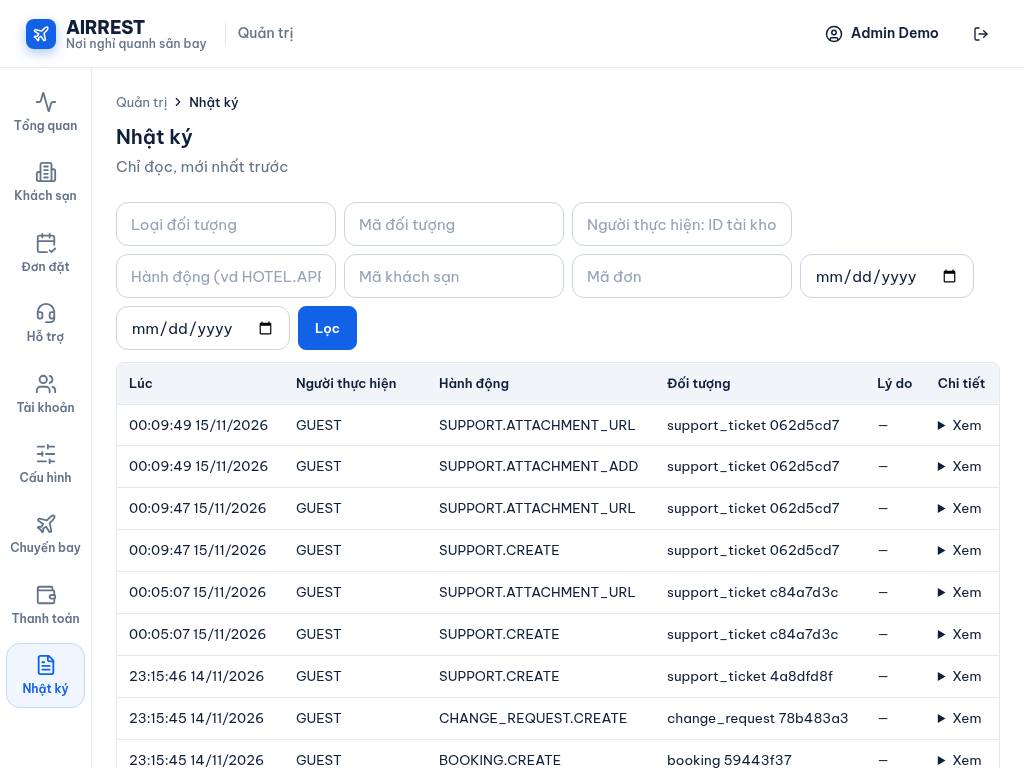 AIRREST
Nơi nghỉ quanh sân bay
Quản trị
Admin Demo
Tổng quan
Khách sạn
Đơn đặt
Hỗ trợ
Tài khoản
Cấu hình
Chuyến bay
Thanh toán
Nhật ký
Quản trị > Nhật ký
Nhật ký
Chỉ đọc, mới nhất trước
Loại đối tượng
Mã đối tượng
Người thực hiện: ID tài kho
Hành động (vd HOTEL.APF
Mã khách sạn
Mã đơn
mm/dd/yyyy
mm/dd/yyyy
Lọc
Lúc Người thực hiện Hành động Đối tượng Lý do Chi tiết
00:09:49 15/11/2026 GUEST SUPPORT.ATTACHMENT_URL support_ticket 062d5cd7 — ▶ Xem
00:09:49 15/11/2026 GUEST SUPPORT.ATTACHMENT_ADD support_ticket 062d5cd7 — ▶ Xem
00:09:47 15/11/2026 GUEST SUPPORT.ATTACHMENT_URL support_ticket 062d5cd7 — ▶ Xem
00:09:47 15/11/2026 GUEST SUPPORT.CREATE support_ticket 062d5cd7 — ▶ Xem
00:05:07 15/11/2026 GUEST SUPPORT.ATTACHMENT_URL support_ticket c84a7d3c — ▶ Xem
00:05:07 15/11/2026 GUEST SUPPORT.CREATE support_ticket c84a7d3c — ▶ Xem
23:15:46 14/11/2026 GUEST SUPPORT.CREATE support_ticket 4a8dfd8f — ▶ Xem
23:15:45 14/11/2026 GUEST CHANGE_REQUEST.CREATE change_request 78b483a3 — ▶ Xem
23:15:45 14/11/2026 GUEST BOOKING.CREATE booking 59443f37 — ▶ Xem